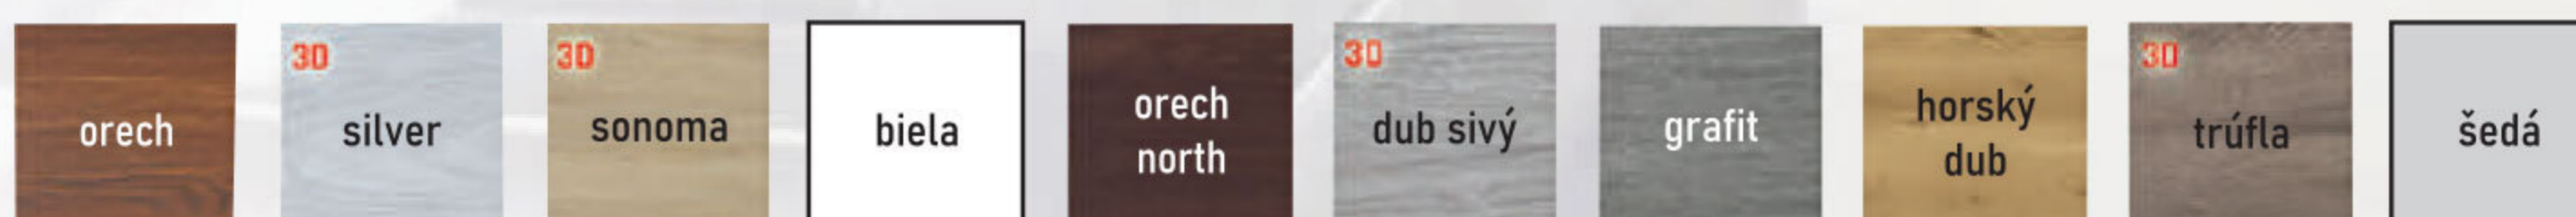 orech
3D
silver
3D
sonoma
biela
orech
north
3D
dub sivý
grafit
horský
dub
3D
trúfla
šedá